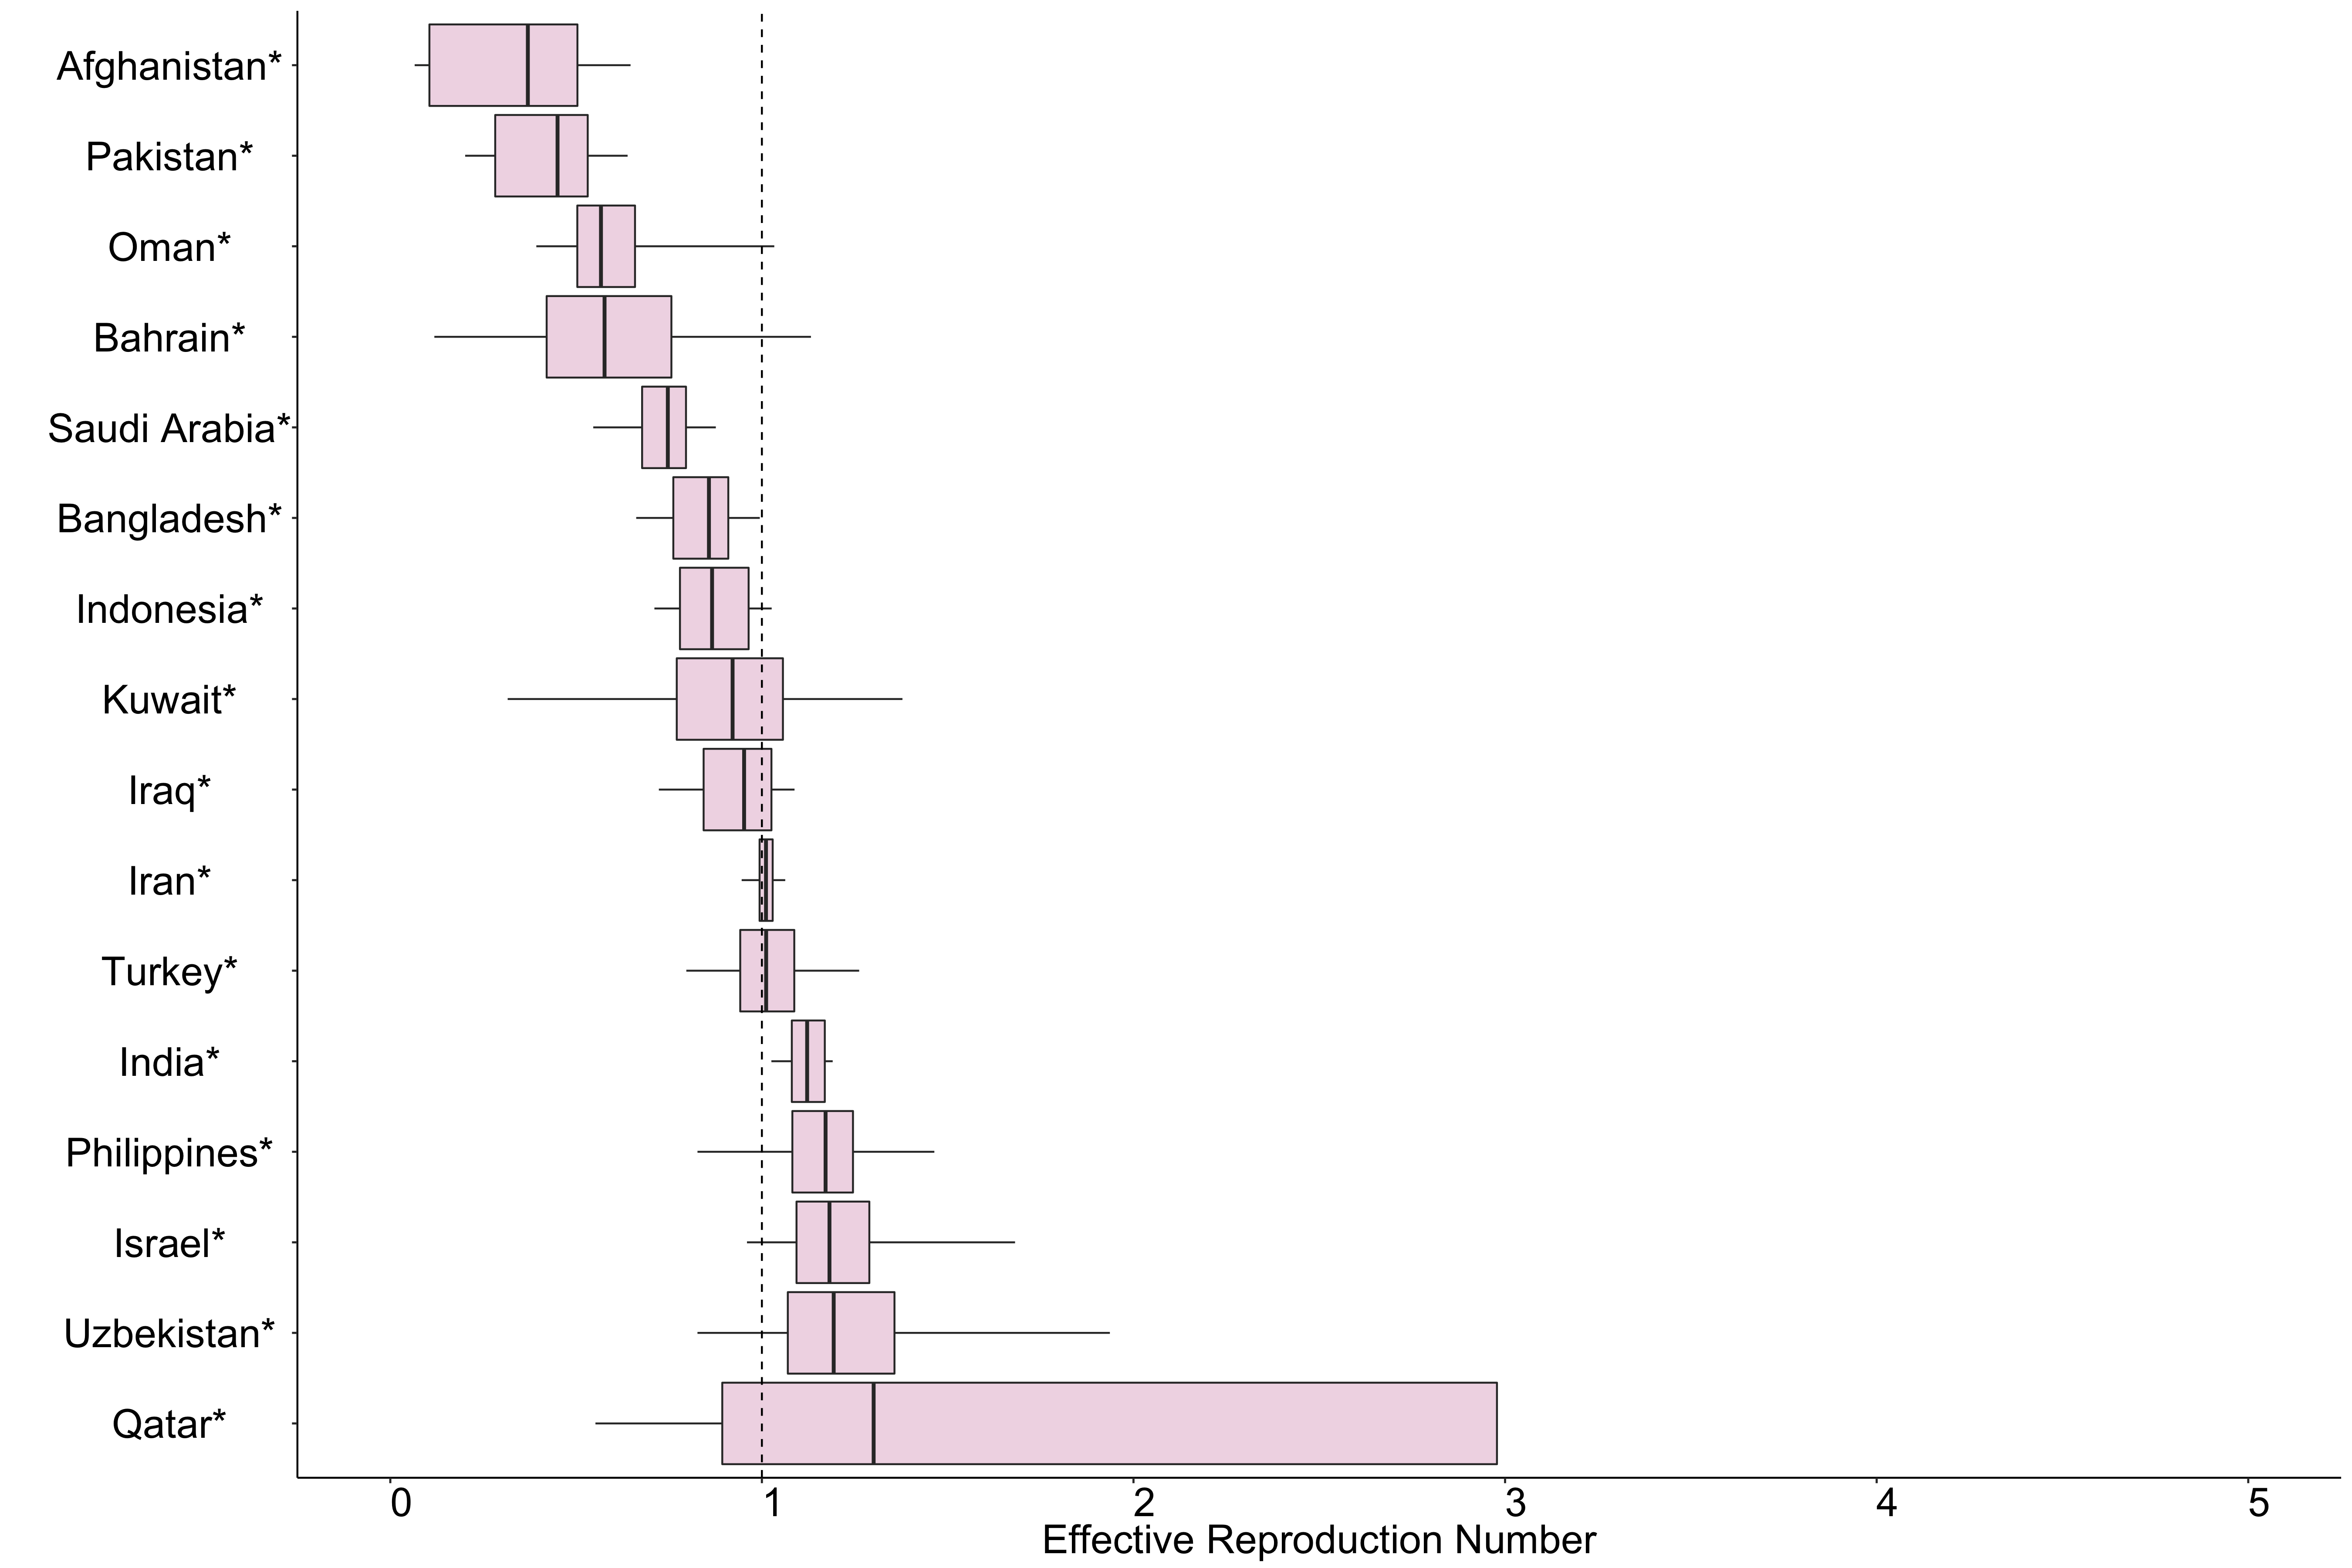 Afghanistan*
Pakistan*
Oman*
Bahrain*
Saudi Arabia*
Bangladesh*
Indonesia*
Kuwait*
Iraq*
Iran*
Turkey*
India*
Philippines*
Israel*
Uzbekistan*
Qatar*
0 1 2 3 4 5
Effective Reproduction Number